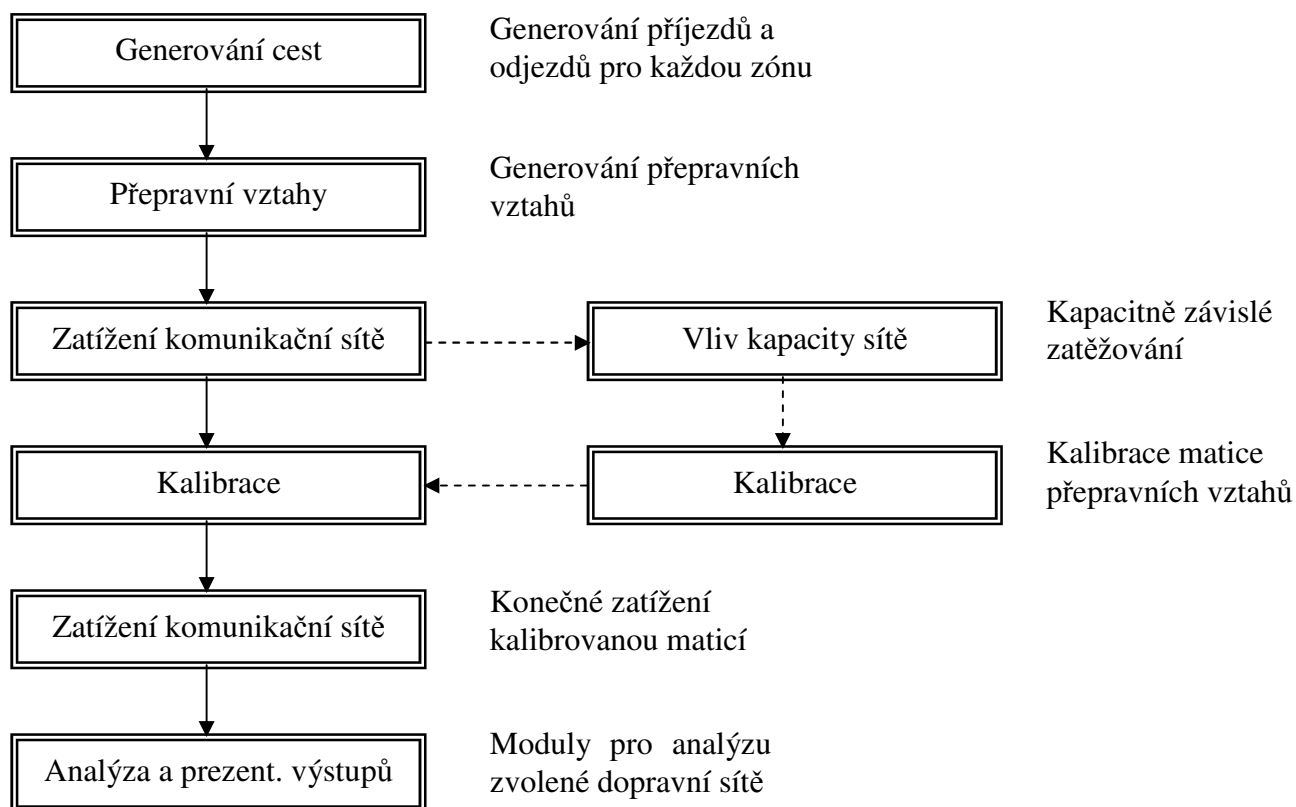 Generování cest
Generování příjezdů a
odjezdů pro každou zónu
Přepravní vztahy
Generování přepravních
vztahů
Zatížení komunikační sítě
Vliv kapacity sítě
Kapacitně závislé
zatěžování
Kalibrace
Kalibrace
Kalibrace matice
přepravních vztahů
Zatížení komunikační sítě
Konečné zatížení
kalibrovanou maticí
Analýza a prezent. výstupů
Moduly pro analýzu
zvolené dopravní sítě